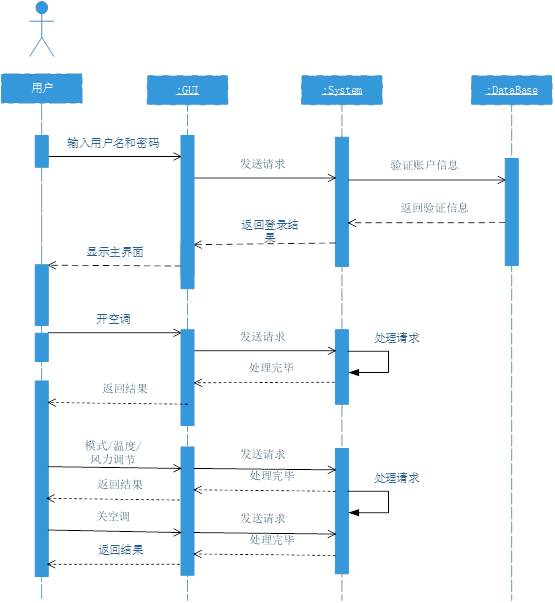 用户
:GUI
:System
:DataBase
输入用户名和密码
发送请求
验证账户信息
返回验证信息
返回登录结
果
显示主界面
开空调
发送请求
处理请求
处理完毕
返回结果
模式/温度/
风力调节
发送请求
处理完毕
处理请求
返回结果
关空调
发送请求
处理完毕
返回结果